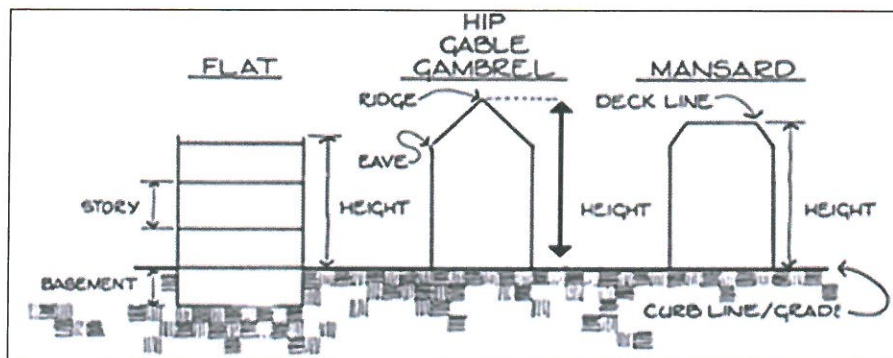 FLAT
HIP
GABLE
GAMBREL
MANSARD
RIDGE
DECK LINE
EAVE
STORY
HEIGHT
HEIGHT
HEIGHT
BASEMENT
CURB LINE/GRADE